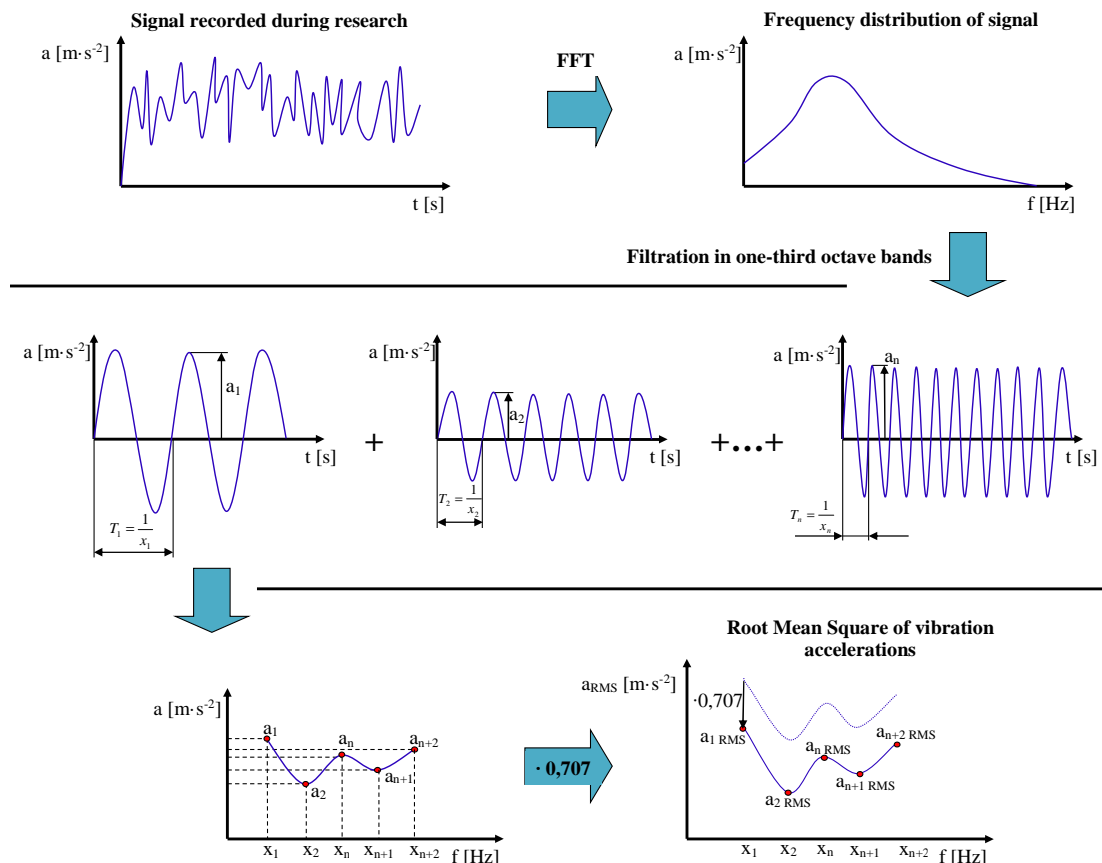 Signal recorded during research
Frequency distribution of signal
a [m·s⁻²]
FFT
a [m·s⁻²]
t [s]
f [Hz]
Filtration in one-third octave bands
a [m·s⁻²]
a₁
t [s]
T₁ = 1/x₁
+
a [m·s⁻²]
a₂
t [s]
T₂ = 1/x₂
+...+
a [m·s⁻²]
aₙ
t [s]
Tₙ = 1/xₙ
Root Mean Square of vibration
accelerations
a [m·s⁻²]
a₁
a₂
aₙ
aₙ₊₁
aₙ₊₂
x₁ x₂ xₙ xₙ₊₁ xₙ₊₂ f [Hz]
· 0,707
a_RMS [m·s⁻²]
·0,707
a₁ RMS
a₂ RMS
aₙ RMS
aₙ₊₁ RMS
aₙ₊₂ RMS
x₁ x₂ xₙ xₙ₊₁ xₙ₊₂
f [Hz]